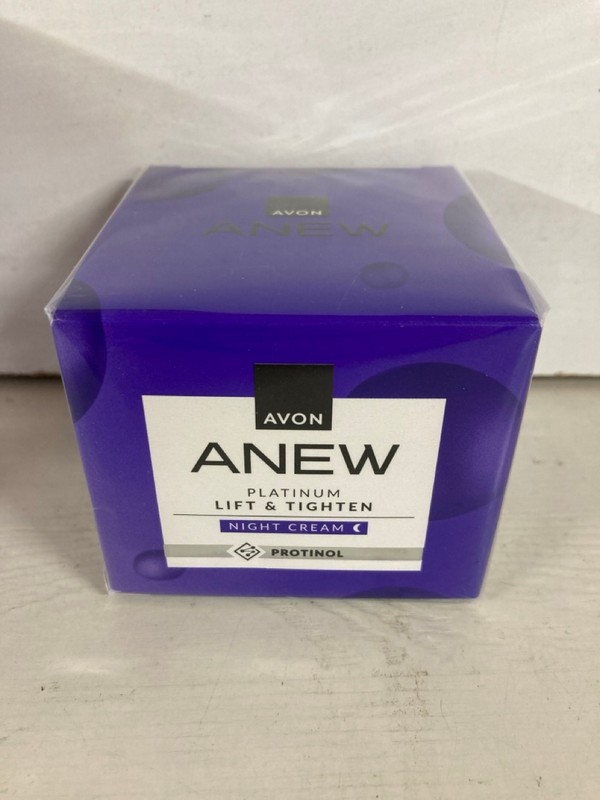 AVON
ANEW
AVON
ANEW
PLATINUM
LIFT & TIGHTEN
NIGHT CREAM
PROTINOL